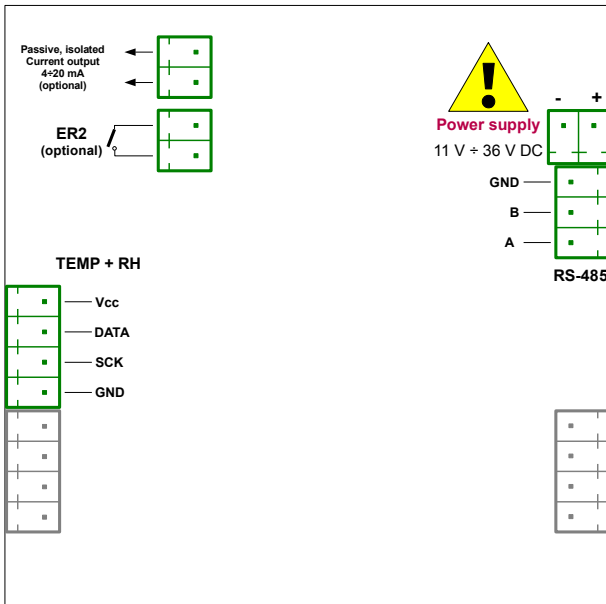 Passive, isolated
Current output
4÷20 mA
(optional)
ER2
(optional)
!
Power supply
- +
11 V ÷ 36 V DC
GND
B
A
RS-485
TEMP + RH
Vcc
DATA
SCK
GND